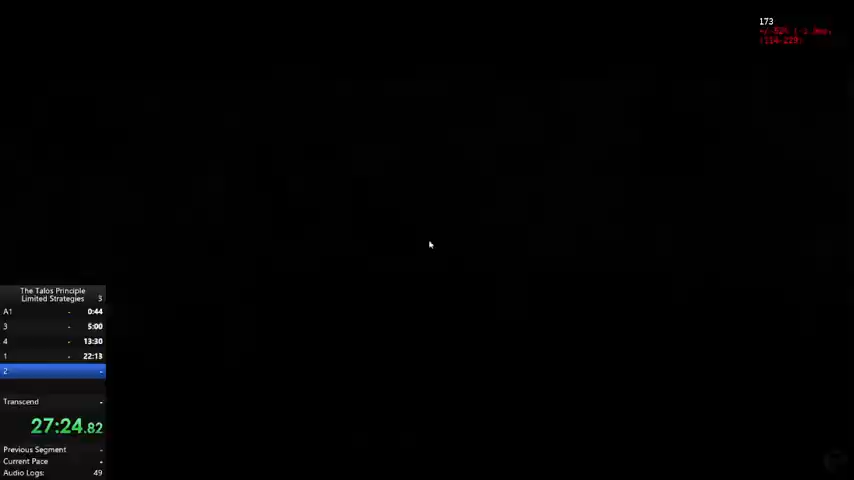 173
The Talos Principle
Limited Strategies 3
A1 - 0:44
3 - 5:00
4 - 13:30
1 - 22:13
2 -
Transcend -
27:24.82
Previous Segment -
Current Pace -
Audio Logs: 49